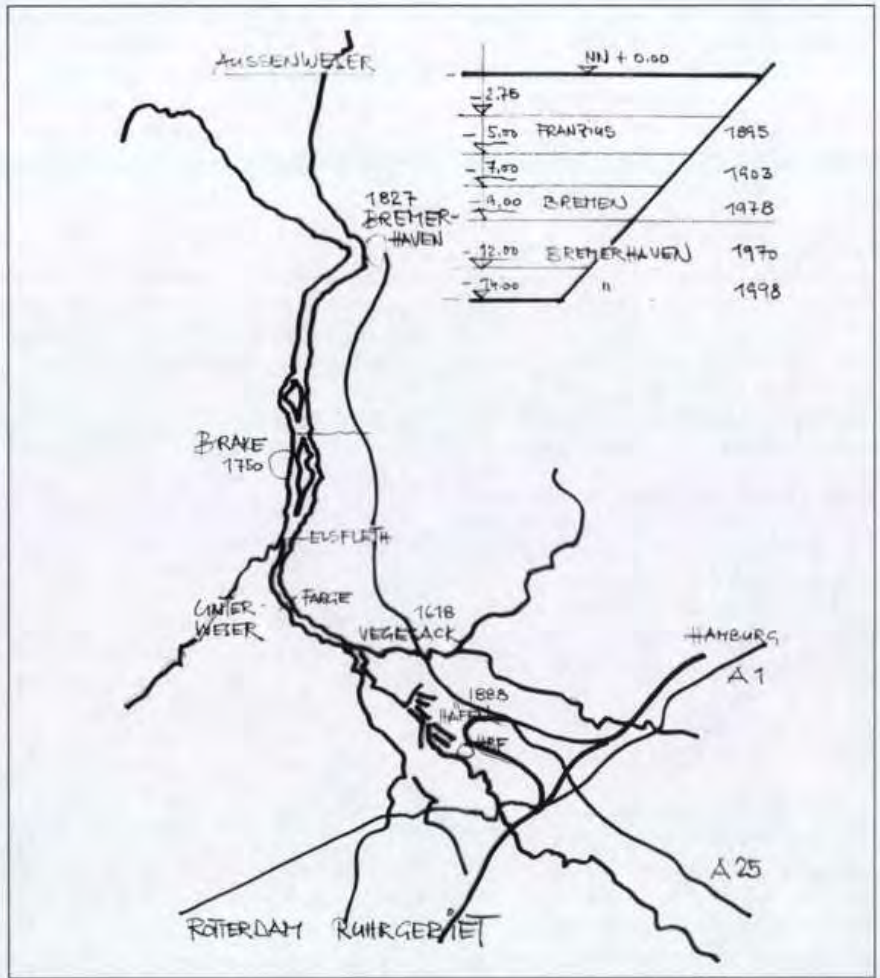 AUSSENWESER
NN + 0.00
- 2.75
- 5.00 FRANZIUS 1895
- 7.00 1903
- 9.00 BREMEN 1978
- 12.00 BREMERHAVEN 1970
- 14.00 " 1998
1827
BREMER-
HAVEN
BRAKE
1750
ELSFLETH
FARGE
UNTER-
WESER
1618
VEGESACK
HAMBURG
A 1
1888
HÄFEN
HBF
A 25
ROTTERDAM RUHRGEBIET